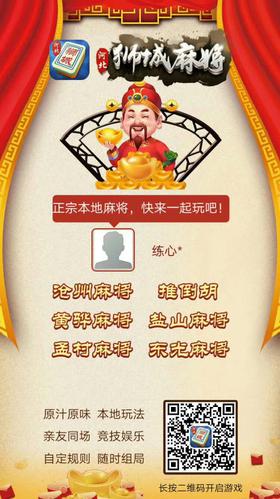 河北 狮城麻将
正宗本地麻将，快来一起玩吧！
练心*
沧州麻将 推倒胡
黄骅麻将 盐山麻将
孟村麻将 东光麻将
原汁原味 本地玩法
亲友同场 竞技娱乐
自定规则 随时组局
长按二维码开启游戏